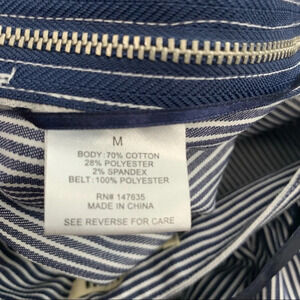 M
BODY: 70% COTTON
28% POLYESTER
2% SPANDEX
BELT: 100% POLYESTER
RN# 147635
MADE IN CHINA
SEE REVERSE FOR CARE